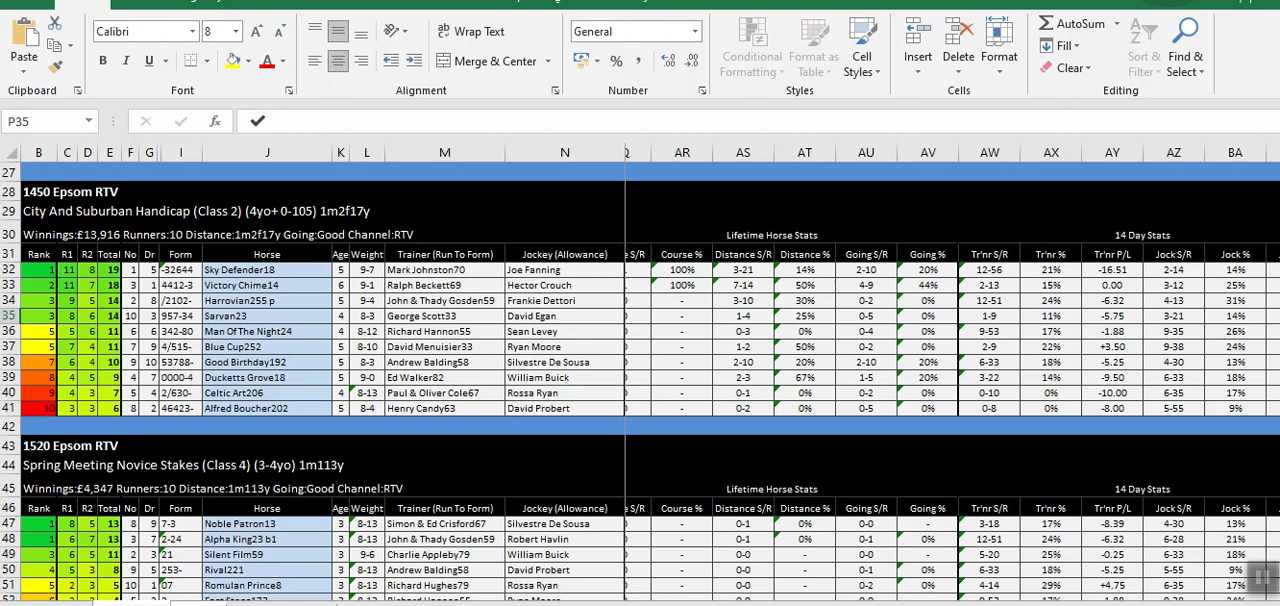 Calibri 8 Wrap Text General AutoSum
Paste Conditional Format as Cell Insert Delete Format Fill Sort & Find &
B I U Merge & Center % , Formatting Table Styles Clear Filter Select
Clipboard Font Alignment Number Styles Cells Editing
P35 fx
B C D E F G I J K L M N AR AS AT AU AV AW AX AY AZ BA
27
28 1450 Epsom RTV
29 City And Suburban Handicap (Class 2) (4yo+ 0-105) 1m2f17y
30 Winnings:£13,916 Runners:10 Distance:1m2f17y Going:Good Channel:RTV Lifetime Horse Stats 14 Day Stats
31 Rank R1 R2 Total No Dr Form Horse Age Weight Trainer (Run To Form) Jockey (Allowance) S/R Course % Distance S/R Distance % Going S/R Going % Tr'nr S/R Tr'nr % Tr'nr P/L Jock S/R Jock %
32 1 11 8 19 1 5 -32644 Sky Defender18 5 9-7 Mark Johnston70 Joe Fanning 100% 3-21 14% 2-10 20% 12-56 21% -16.51 2-14 14%
33 2 11 7 18 3 1 4412-3 Victory Chime14 6 9-1 Ralph Beckett69 Hector Crouch 100% 7-14 50% 4-9 44% 2-13 15% 0.00 3-12 25%
34 3 9 5 14 2 8 /2102- Harrovian255 p 5 9-4 John & Thady Gosden59 Frankie Dettori - 3-10 30% 0-2 0% 12-51 24% -6.32 4-13 31%
35 3 8 6 14 10 3 957-34 Sarvan23 4 8-3 George Scott33 David Egan - 1-4 25% 0-5 0% 1-9 11% -5.75 3-21 14%
36 5 5 6 11 6 6 342-80 Man Of The Night24 4 8-12 Richard Hannon55 Sean Levey - 0-3 0% 0-4 0% 9-53 17% -1.88 9-35 26%
37 5 7 4 11 7 9 4/515- Blue Cup252 4 8-10 David Menuisier33 Ryan Moore - 1-2 50% 0-2 0% 2-9 22% +3.50 9-38 24%
38 7 6 4 10 9 10 53788- Good Birthday192 6 8-3 Andrew Balding58 Silvestre De Sousa - 2-10 20% 2-10 20% 6-33 18% -5.25 4-30 13%
39 8 4 5 9 4 7 0000-4 Ducketts Grove18 5 9-0 Ed Walker82 William Buick - 2-3 67% 1-5 20% 3-22 14% -9.50 6-33 18%
40 9 4 3 7 5 4 2/630- Celtic Art206 4 8-13 Paul & Oliver Cole67 Rossa Ryan - 0-2 0% 0-2 0% 0-10 0% -10.00 6-35 17%
41 10 3 3 6 8 2 46423- Alfred Boucher202 5 8-4 Henry Candy63 David Probert - 0-2 0% 0-5 0% 0-8 0% -8.00 5-55 9%
42
43 1520 Epsom RTV
44 Spring Meeting Novice Stakes (Class 4) (3-4yo) 1m113y
45 Winnings:£4,347 Runners:10 Distance:1m113y Going:Good Channel:RTV Lifetime Horse Stats 14 Day Stats
46 Rank R1 R2 Total No Dr Form Horse Age Weight Trainer (Run To Form) Jockey (Allowance) S/R Course % Distance S/R Distance % Going S/R Going % Tr'nr S/R Tr'nr % Tr'nr P/L Jock S/R Jock %
47 1 8 5 13 8 9 7-3 Noble Patron13 3 8-13 Simon & Ed Crisford67 Silvestre De Sousa - 0-1 0% 0-0 - 3-18 17% -8.39 4-30 13%
48 1 6 7 13 3 7 2-24 Alpha King23 b1 3 8-13 John & Thady Gosden59 Robert Havlin - 0-1 0% 0-1 0% 12-51 24% -6.32 6-28 21%
49 3 6 5 11 2 3 21 Silent Film59 3 9-6 Charlie Appleby79 William Buick - 0-0 - 0-0 - 5-20 25% -0.25 6-33 18%
50 4 5 3 8 9 5 253- Rival221 3 8-13 Andrew Balding58 David Probert - 0-0 - 0-1 0% 6-33 18% -5.25 5-55 9%
51 5 2 3 5 10 1 07 Romulan Prince8 3 8-13 Richard Hughes79 Rossa Ryan - 0-0 - 0-2 0% 4-14 29% +4.75 6-35 17%